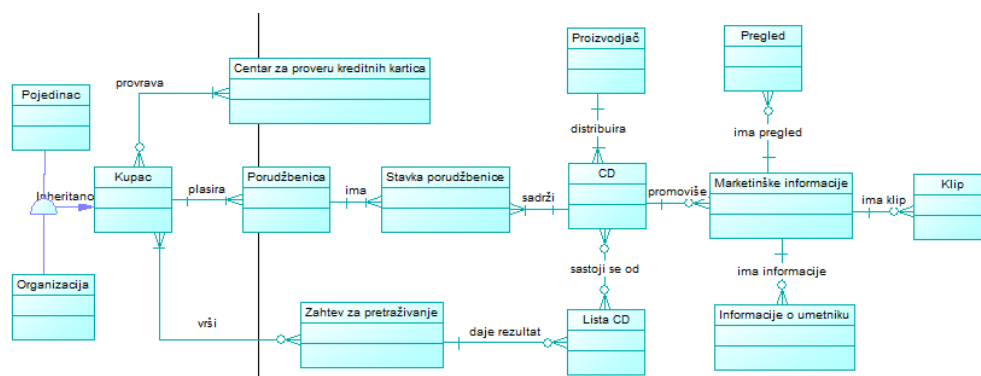 Proizvodjač
Pregled
Centar za proveru kreditnih kartica
provrava
Pojedinac
distribuira
ima pregled
Kupac
plasira
Porudžbenica
ima
Stavka porudžbenice
sadrži
CD
promoviše
Marketinške informacije
ima klip
Klip
Inheritano
sastoji se od
ima informacije
Organizacija
vrši
Zahtev za pretraživanje
daje rezultat
Lista CD
Informacije o umetniku